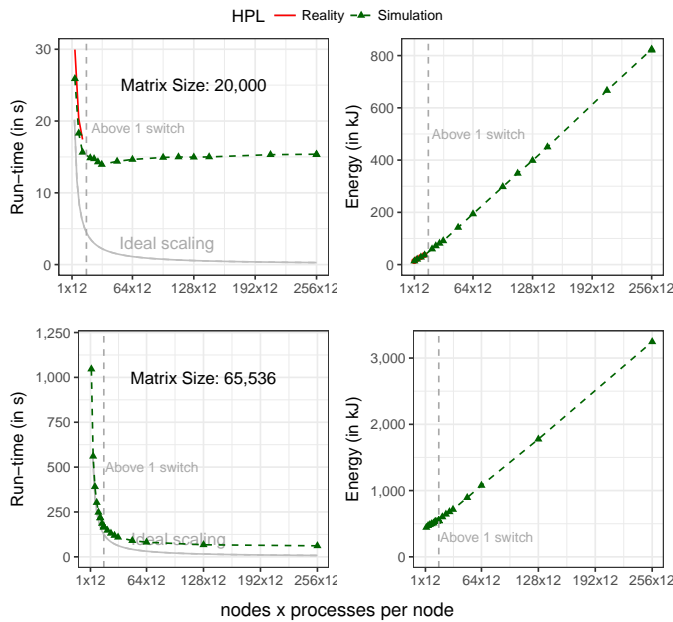 HPL Reality Simulation
Run−time (in s)
30
20
10
0
Matrix Size: 20,000
Above 1 switch
Ideal scaling
1x12 64x12 128x12 192x12 256x12
Energy (in kJ)
800
600
400
200
0
Above 1 switch
1x12 64x12 128x12 192x12 256x12
Run−time (in s)
1,250
1,000
750
500
250
0
Matrix Size: 65,536
Above 1 switch
Ideal scaling
1x12 64x12 128x12 192x12 256x12
Energy (in kJ)
3,000
2,000
1,000
0
Above 1 switch
1x12 64x12 128x12 192x12 256x12
nodes x processes per node